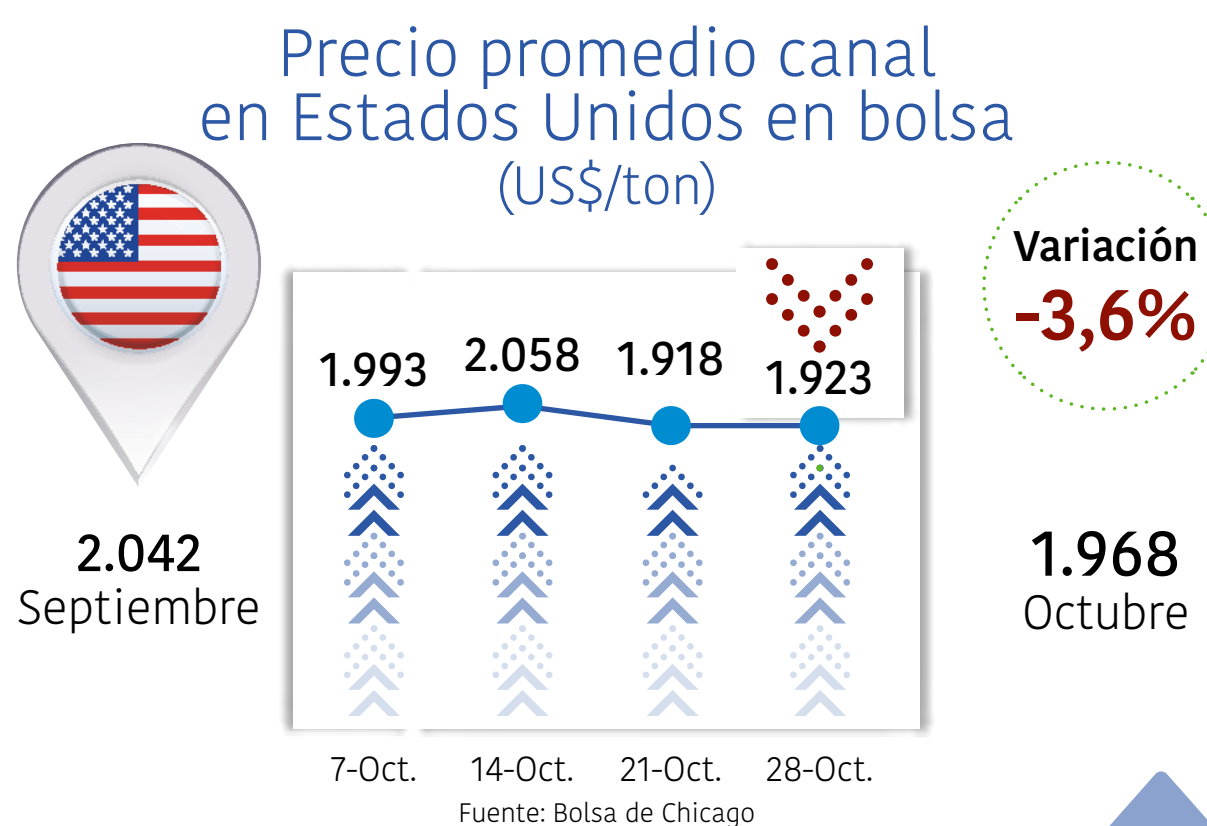 Precio promedio canal
en Estados Unidos en bolsa
(US$/ton)
Variación
-3,6%
1.993
2.058
1.918
1.923
2.042
Septiembre
1.968
Octubre
7-Oct.
14-Oct.
21-Oct.
28-Oct.
Fuente: Bolsa de Chicago